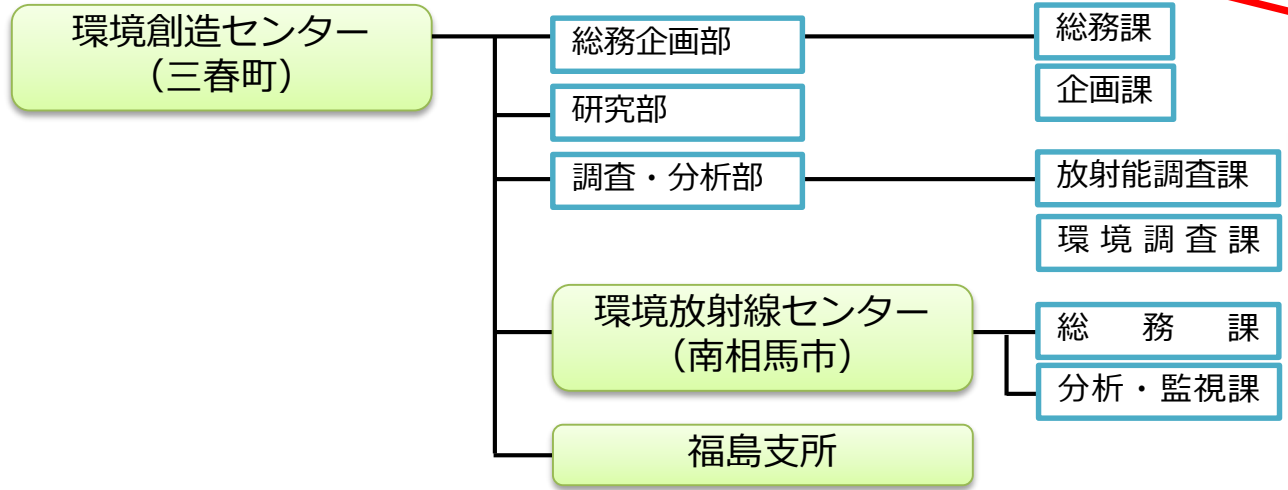 環境創造センター
（三春町）
総務企画部
総務課
企画課
研究部
調査・分析部
放射能調査課
環 境 調 査 課
環境放射線センター
（南相馬市）
総　務　課
分析・監視課
福島支所